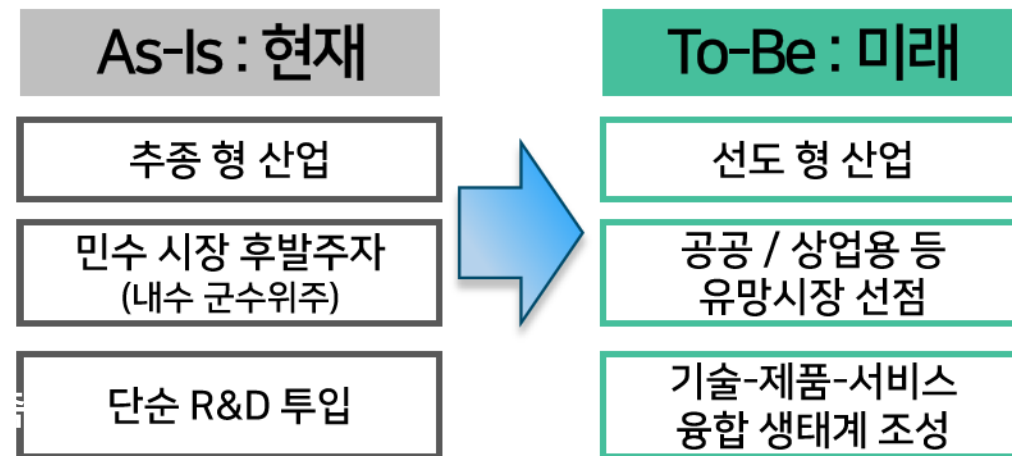 As-Is : 현재
To-Be : 미래
추종 형 산업
선도 형 산업
민수 시장 후발주자
(내수 군수위주)
공공 / 상업용 등
유망시장 선점
단순 R&D 투입
기술-제품-서비스
융합 생태계 조성